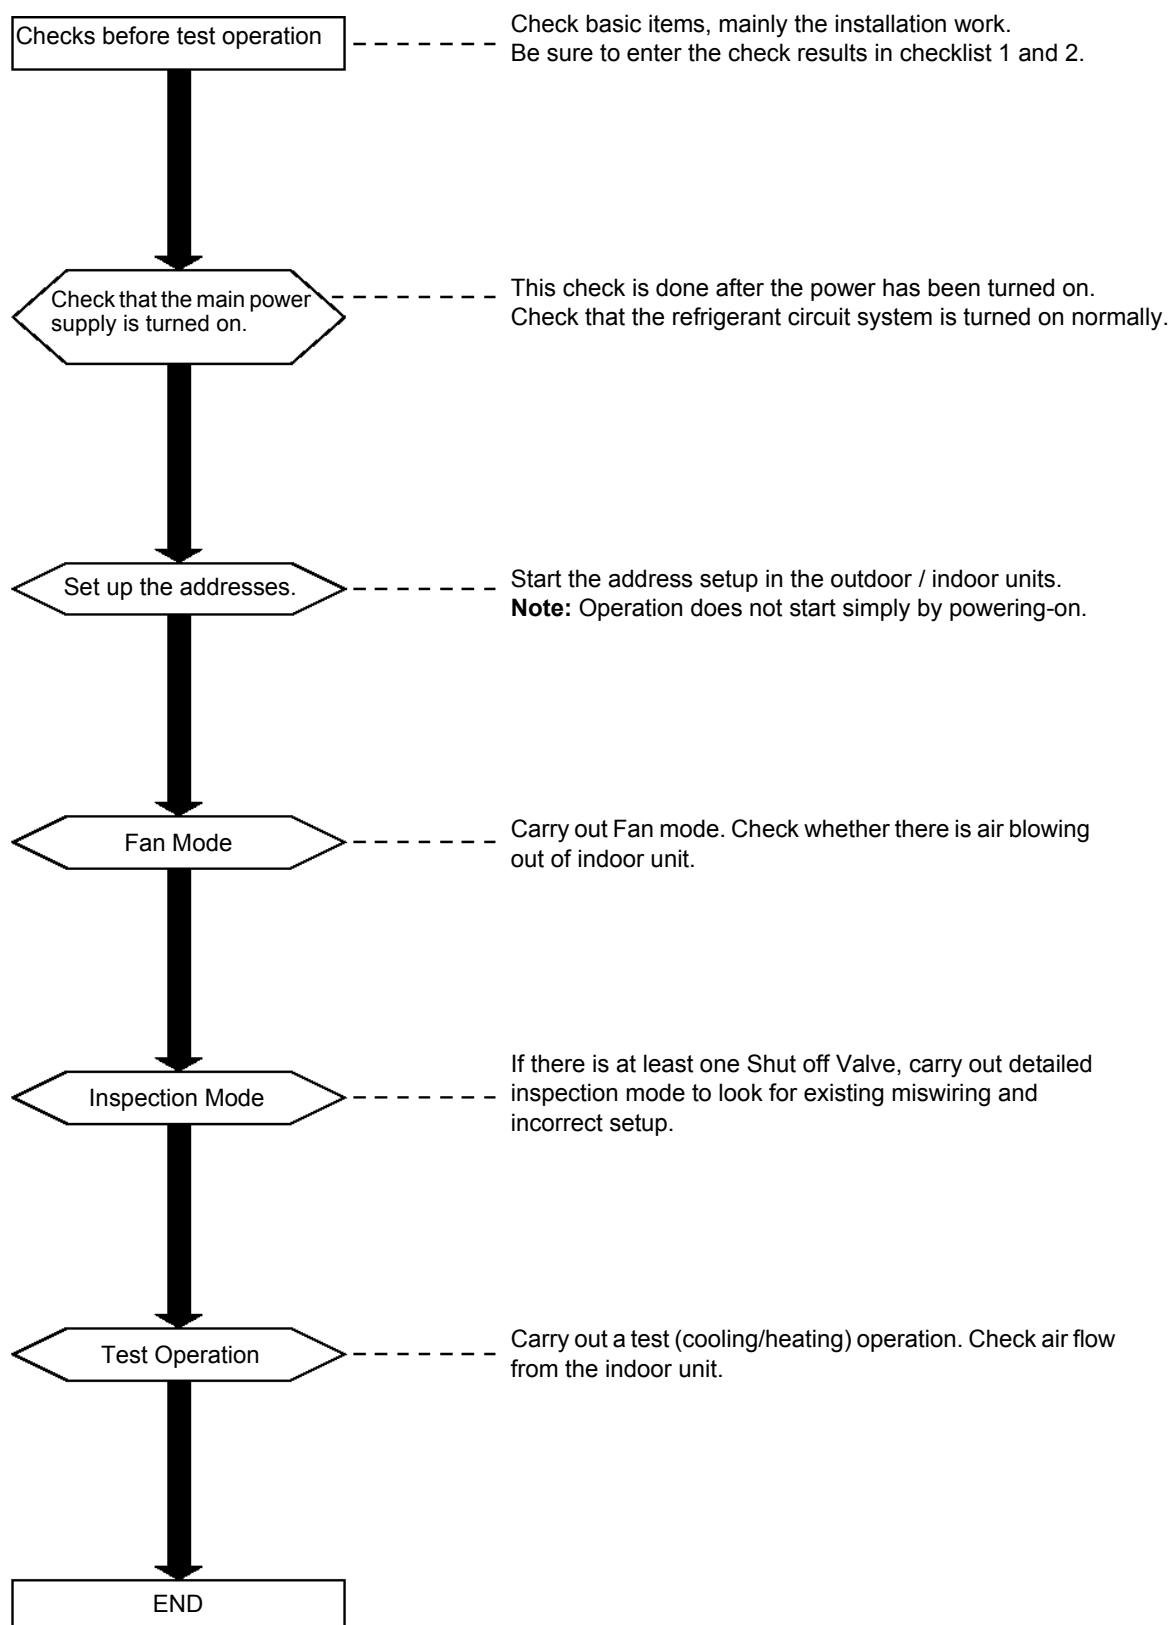 Checks before test operation
Check basic items, mainly the installation work.
Be sure to enter the check results in checklist 1 and 2.
Check that the main power
supply is turned on.
This check is done after the power has been turned on.
Check that the refrigerant circuit system is turned on normally.
Set up the addresses.
Start the address setup in the outdoor / indoor units.
Note: Operation does not start simply by powering-on.
Fan Mode
Carry out Fan mode. Check whether there is air blowing
out of indoor unit.
Inspection Mode
If there is at least one Shut off Valve, carry out detailed
inspection mode to look for existing miswiring and
incorrect setup.
Test Operation
Carry out a test (cooling/heating) operation. Check air flow
from the indoor unit.
END